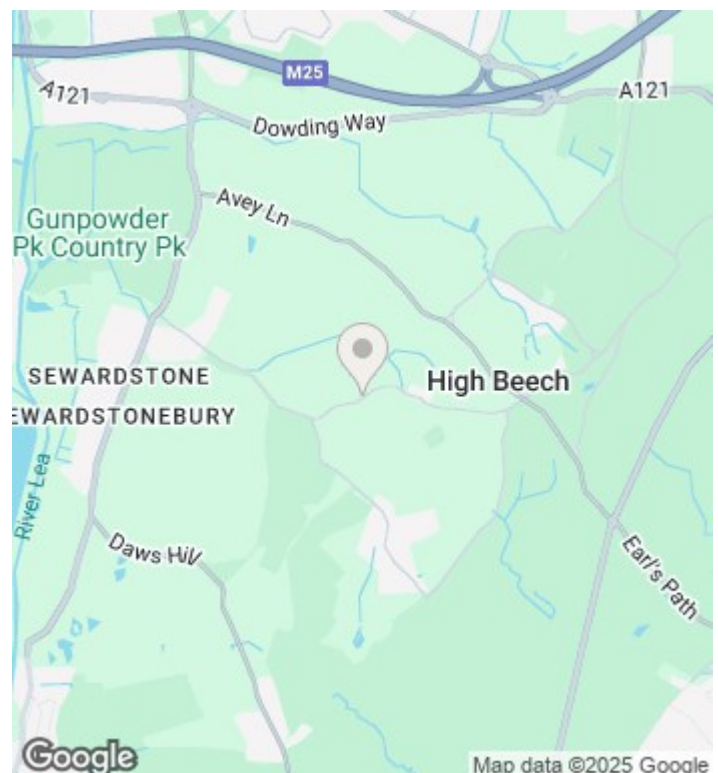 M25
A121
A121
Dowding Way
Avey Ln
Gunpowder
Pk Country Pk
SEWARDSTONE
High Beech
EWARDSTONEBURY
River Lea
Daws Hill
Earl's Path
Google
Map data ©2025 Google